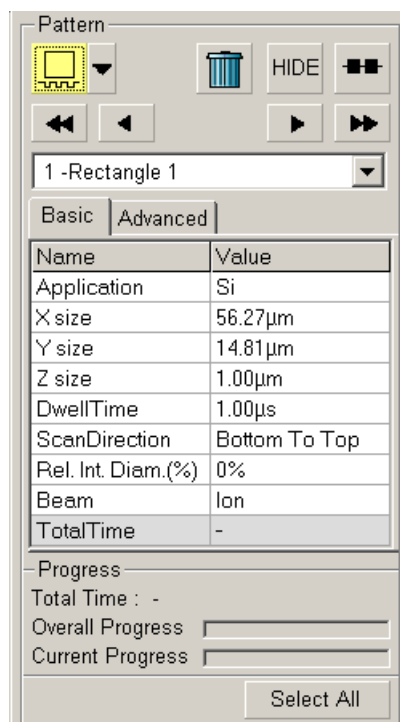 Pattern
HIDE
1 -Rectangle 1
Basic Advanced
Name Value
Application Si
X size 56.27µm
Y size 14.81µm
Z size 1.00µm
DwellTime 1.00µs
ScanDirection Bottom To Top
Rel. Int. Diam.(%) 0%
Beam Ion
TotalTime -
Progress
Total Time : -
Overall Progress
Current Progress
Select All